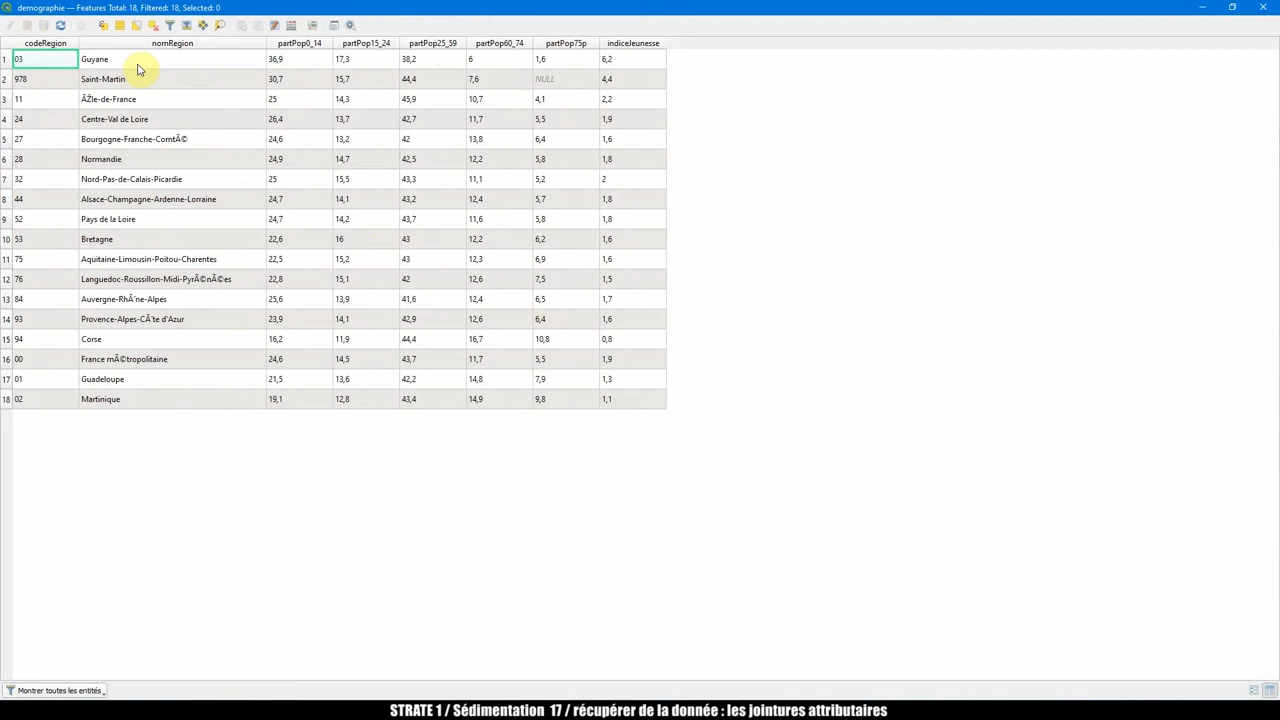 demographie — Features Total: 18, Filtered: 18, Selected: 0
codeRegion nomRegion partPop0_14 partPop15_24 partPop25_59 partPop60_74 partPop75p indiceJeunesse
1 03 Guyane 36,9 17,3 38,2 6 1,6 6,2
2 978 Saint-Martin 30,7 15,7 44,4 7,6 NULL 4,4
3 11 ÃŽle-de-France 25 14,3 45,9 10,7 4,1 2,2
4 24 Centre-Val de Loire 26,4 13,7 42,7 11,7 5,5 1,9
5 27 Bourgogne-Franche-ComtÃ© 24,6 13,2 42 13,8 6,4 1,6
6 28 Normandie 24,9 14,7 42,5 12,2 5,8 1,8
7 32 Nord-Pas-de-Calais-Picardie 25 15,5 43,3 11,1 5,2 2
8 44 Alsace-Champagne-Ardenne-Lorraine 24,7 14,1 43,2 12,4 5,7 1,8
9 52 Pays de la Loire 24,7 14,2 43,7 11,6 5,8 1,8
10 53 Bretagne 22,6 16 43 12,2 6,2 1,6
11 75 Aquitaine-Limousin-Poitou-Charentes 22,5 15,2 43 12,3 6,9 1,6
12 76 Languedoc-Roussillon-Midi-PyrÃ©nÃ©es 22,8 15,1 42 12,6 7,5 1,5
13 84 Auvergne-RhÃ´ne-Alpes 25,6 13,9 41,6 12,4 6,5 1,7
14 93 Provence-Alpes-CÃ´te d'Azur 23,9 14,1 42,9 12,6 6,4 1,6
15 94 Corse 16,2 11,9 44,4 16,7 10,8 0,8
16 00 France mÃ©tropolitaine 24,6 14,5 43,7 11,7 5,5 1,9
17 01 Guadeloupe 21,5 13,6 42,2 14,8 7,9 1,3
18 02 Martinique 19,1 12,8 43,4 14,9 9,8 1,1
Montrer toutes les entités
STRATE 1 / Sédimentation 17 / récupérer de la donnée : les jointures attributaires